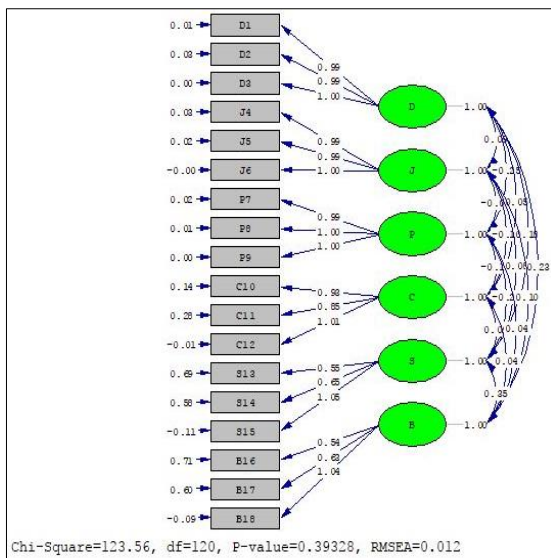 0.01 D1
0.03 D2
0.00 D3
0.03 J4
0.02 J5
-0.00 J6
0.02 P7
0.01 P8
0.00 P9
0.14 C10
0.28 C11
-0.01 C12
0.69 S13
0.58 S14
-0.11 S15
0.71 B16
0.60 B17
-0.09 B18
0.99
0.99
1.00
0.99
0.99
1.00
0.99
1.00
1.00
0.93
0.85
1.01
0.55
0.65
1.05
0.54
0.63
1.04
D 1.00
J 1.00
P 1.00
C 1.00
S 1.00
B 1.00
0.23
0.04
0.04
0.35
Chi-Square=123.56, df=120, P-value=0.39328, RMSEA=0.012